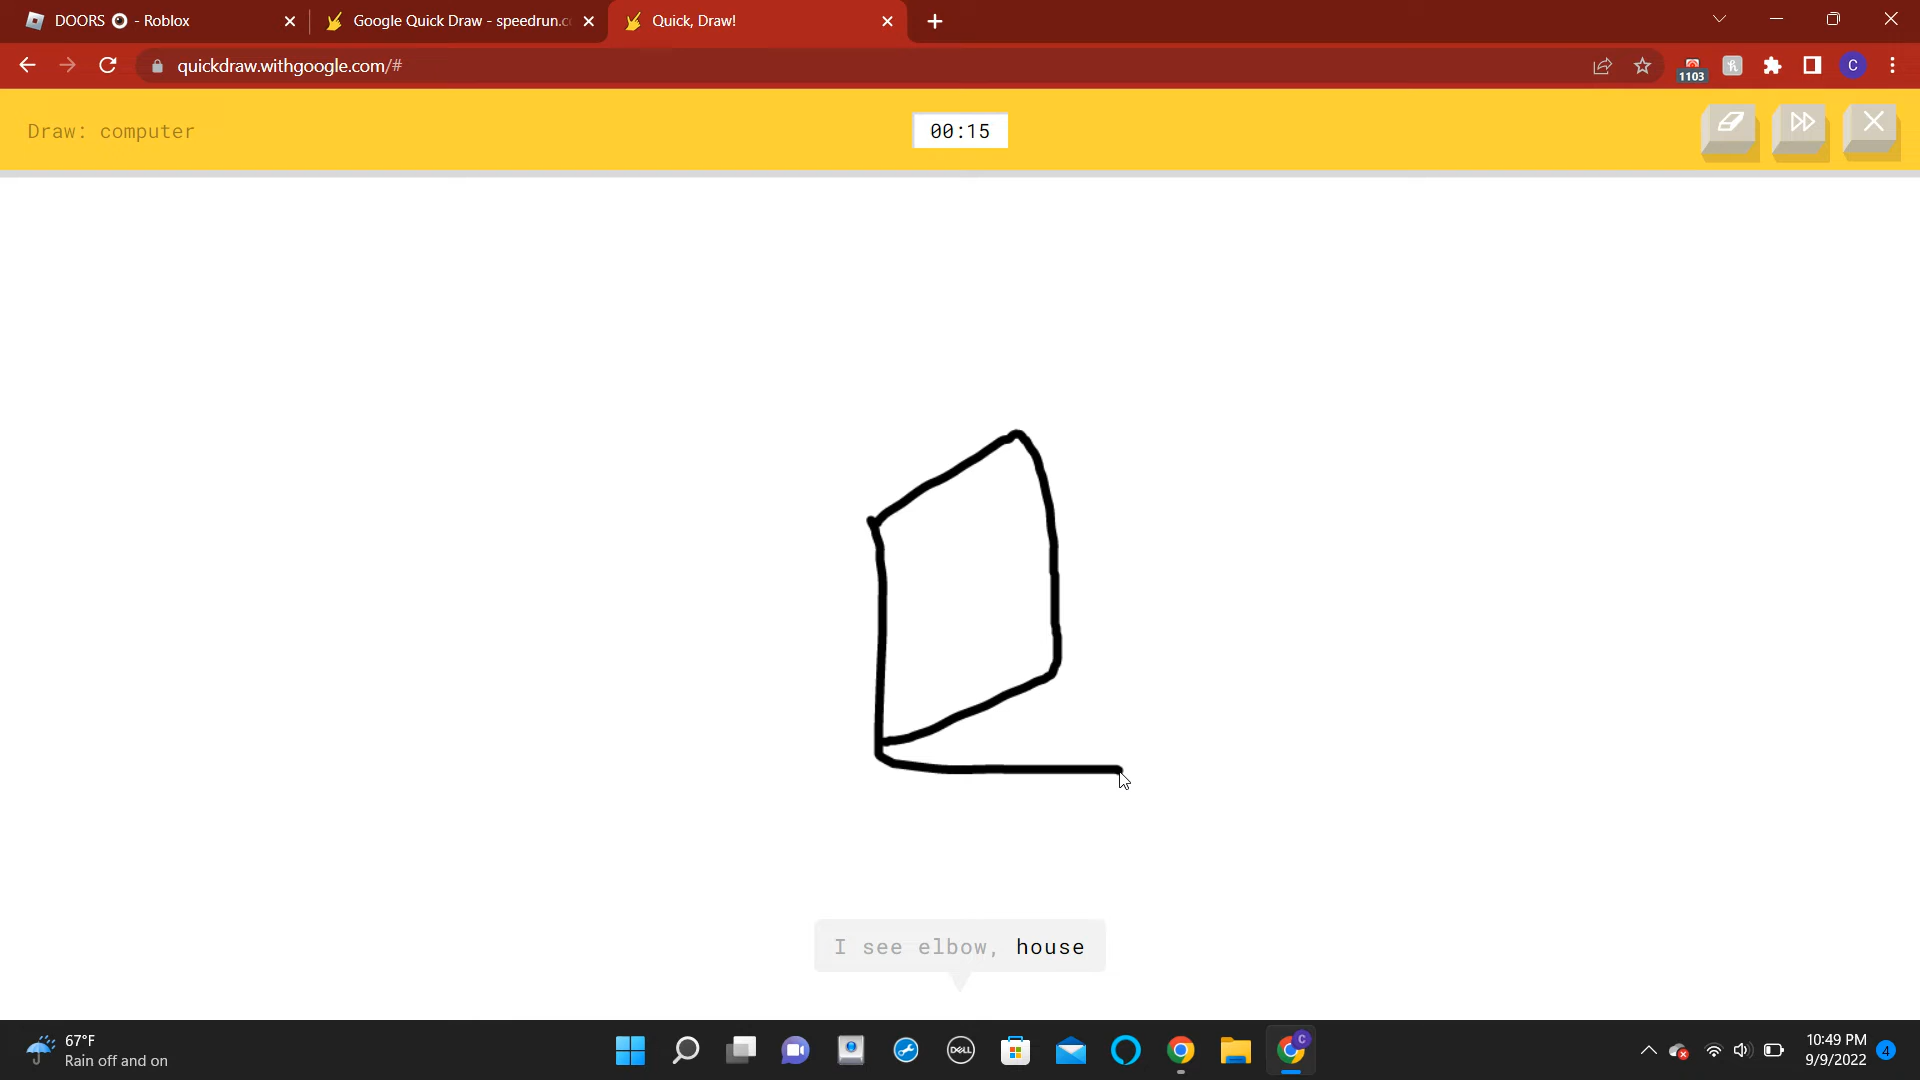 DOORS - Roblox
Google Quick Draw - speedrun.c
Quick, Draw!
quickdraw.withgoogle.com/#
1103
C
Draw: computer
00:15
I see elbow, house
67°F
Rain off and on
DELL
C
10:49 PM
9/9/2022
4